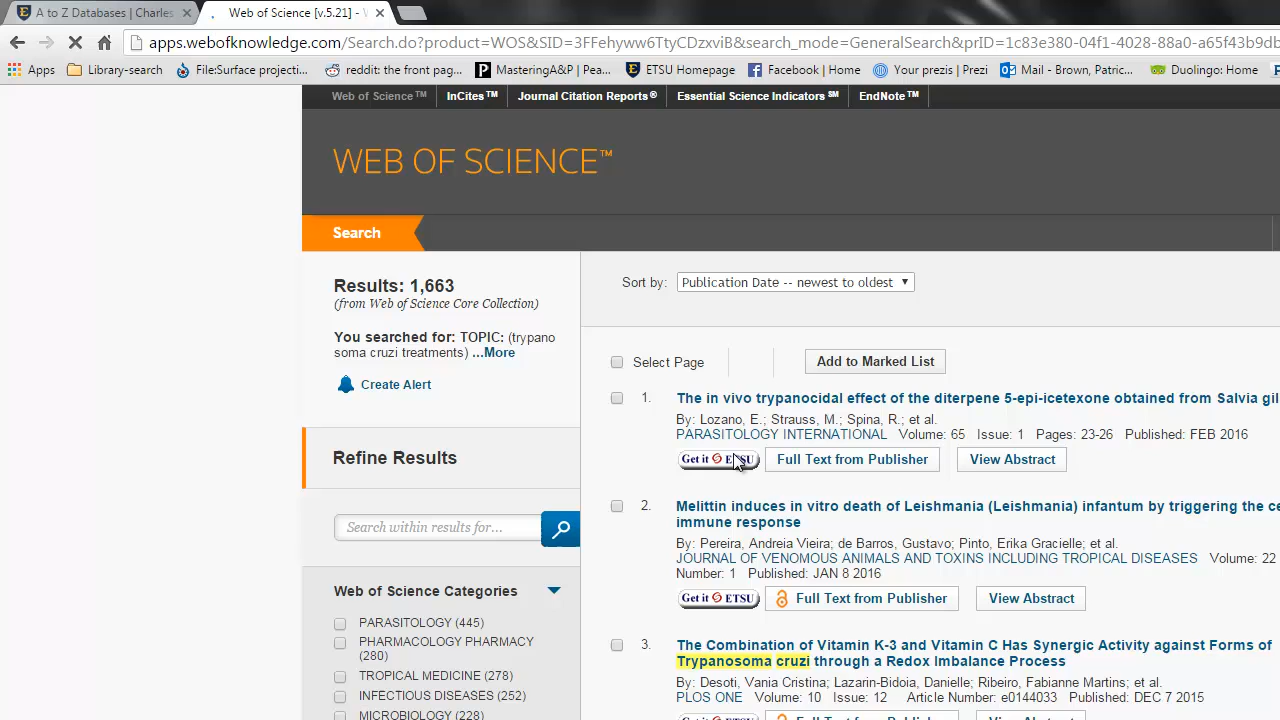 A to Z Databases | Charles
Web of Science [v.5.21] -
apps.webofknowledge.com/Search.do?product=WOS&SID=3FFehyww6TtyCDzxviB&search_mode=GeneralSearch&prID=1c83e380-04f1-4028-88a0-a65f43b9db
Apps Library-search File:Surface projecti... reddit: the front pag... MasteringA&P | Pea... ETSU Homepage Facebook | Home Your prezis | Prezi Mail - Brown, Patric... Duolingo: Home
Web of Science™ InCites™ Journal Citation Reports® Essential Science Indicators ℠ EndNote™
WEB OF SCIENCE™
Search
Results: 1,663
(from Web of Science Core Collection)
You searched for: TOPIC: (trypano
soma cruzi treatments) ...More
Create Alert
Refine Results
Search within results for...
Web of Science Categories
PARASITOLOGY (445)
PHARMACOLOGY PHARMACY
(280)
TROPICAL MEDICINE (278)
INFECTIOUS DISEASES (252)
MICROBIOLOGY (228)
Sort by: Publication Date -- newest to oldest
Select Page Add to Marked List
1. The in vivo trypanocidal effect of the diterpene 5-epi-icetexone obtained from Salvia gil
By: Lozano, E.; Strauss, M.; Spina, R.; et al.
PARASITOLOGY INTERNATIONAL Volume: 65 Issue: 1 Pages: 23-26 Published: FEB 2016
Get it ETSU Full Text from Publisher View Abstract
2. Melittin induces in vitro death of Leishmania (Leishmania) infantum by triggering the ce
immune response
By: Pereira, Andreia Vieira; de Barros, Gustavo; Pinto, Erika Gracielle; et al.
JOURNAL OF VENOMOUS ANIMALS AND TOXINS INCLUDING TROPICAL DISEASES Volume: 22
Number: 1 Published: JAN 8 2016
Get it ETSU Full Text from Publisher View Abstract
3. The Combination of Vitamin K-3 and Vitamin C Has Synergic Activity against Forms of
Trypanosoma cruzi through a Redox Imbalance Process
By: Desoti, Vania Cristina; Lazarin-Bidoia, Danielle; Ribeiro, Fabianne Martins; et al.
PLOS ONE Volume: 10 Issue: 12 Article Number: e0144033 Published: DEC 7 2015